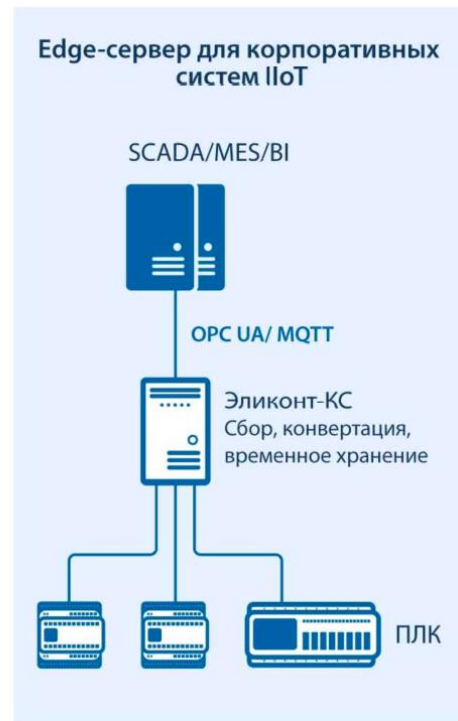 Edge-сервер для корпоративных
систем IIoT
SCADA/MES/BI
OPC UA/ MQTT
Эликонт-КС
Сбор, конвертация,
временное хранение
ПЛК